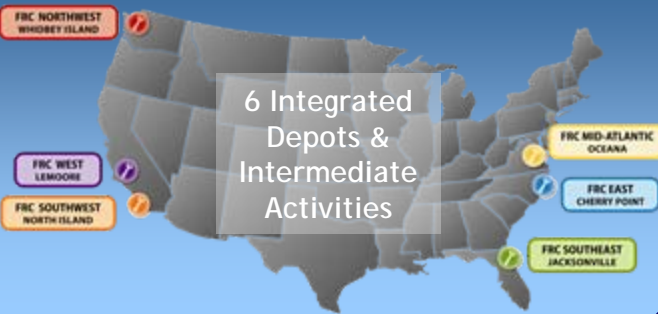 FRC NORTHWEST
WHIDBEY ISLAND
6 Integrated
Depots &
Intermediate
Activities
FRC MID-ATLANTIC
OCEANA
FRC WEST
LEMOORE
FRC EAST
CHERRY POINT
FRC SOUTHWEST
NORTH ISLAND
FRC SOUTHEAST
JACKSONVILLE